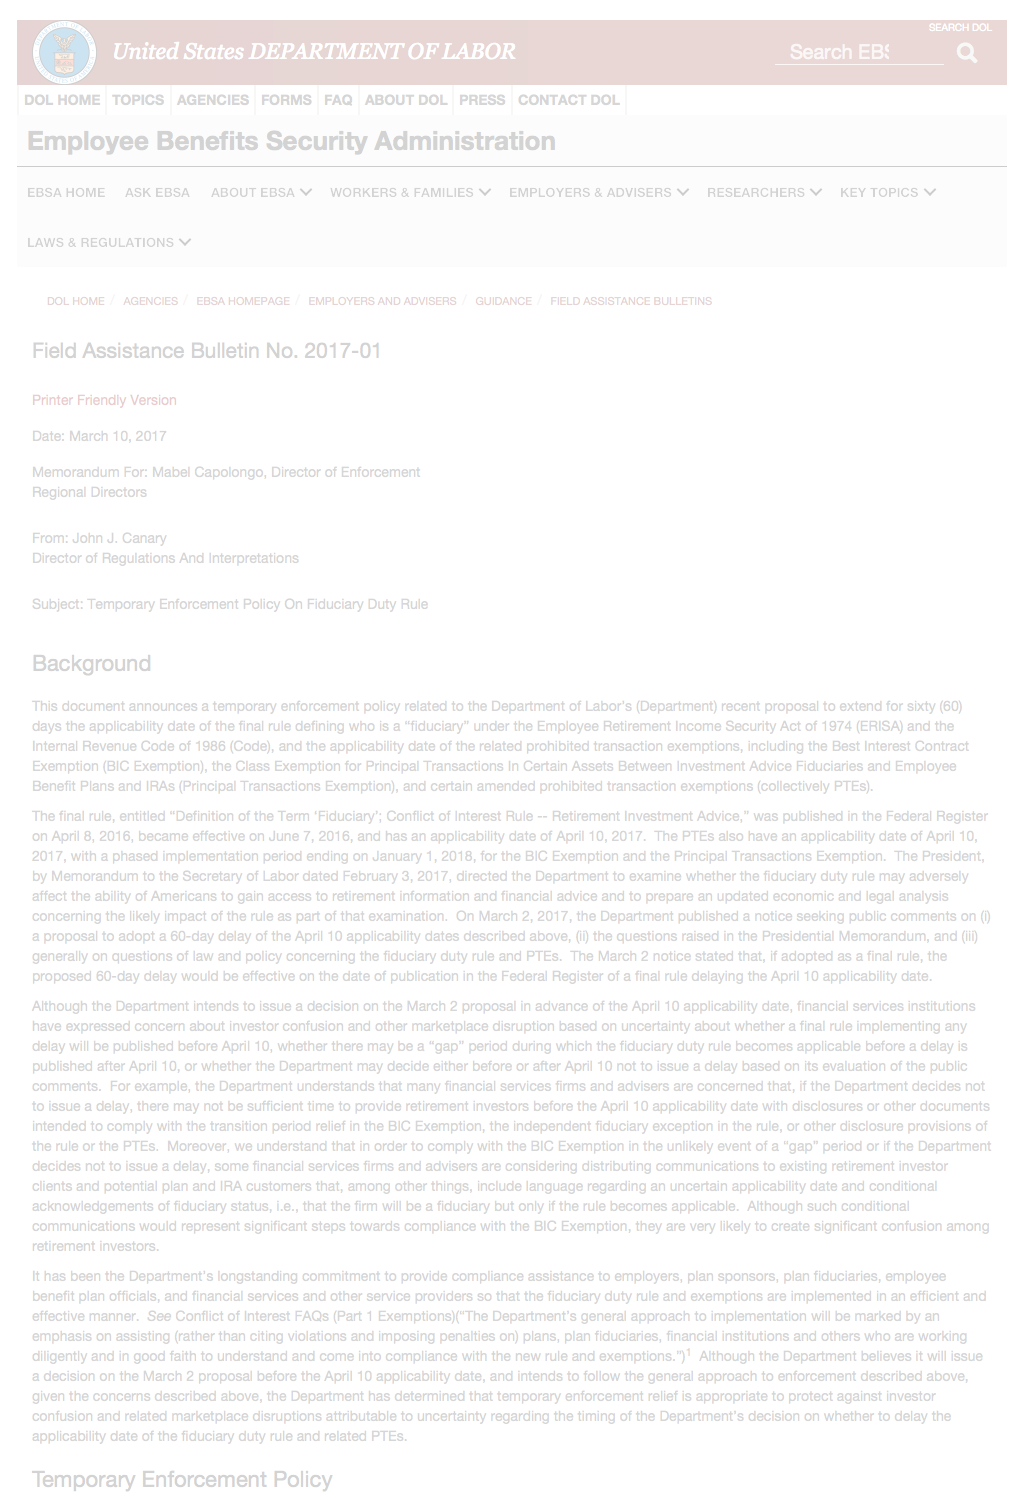 SEARCH DOL
United States DEPARTMENT OF LABOR
Search EBS
DOL HOME TOPICS AGENCIES FORMS FAQ ABOUT DOL PRESS CONTACT DOL
Employee Benefits Security Administration
EBSA HOME ASK EBSA ABOUT EBSA WORKERS & FAMILIES EMPLOYERS & ADVISERS RESEARCHERS KEY TOPICS
LAWS & REGULATIONS
DOL HOME / AGENCIES / EBSA HOMEPAGE / EMPLOYERS AND ADVISERS / GUIDANCE / FIELD ASSISTANCE BULLETINS
Field Assistance Bulletin No. 2017-01
Printer Friendly Version
Date: March 10, 2017
Memorandum For: Mabel Capolongo, Director of Enforcement
Regional Directors
From: John J. Canary
Director of Regulations And Interpretations
Subject: Temporary Enforcement Policy On Fiduciary Duty Rule
Background
This document announces a temporary enforcement policy related to the Department of Labor’s (Department) recent proposal to extend for sixty (60)
days the applicability date of the final rule defining who is a “fiduciary” under the Employee Retirement Income Security Act of 1974 (ERISA) and the
Internal Revenue Code of 1986 (Code), and the applicability date of the related prohibited transaction exemptions, including the Best Interest Contract
Exemption (BIC Exemption), the Class Exemption for Principal Transactions In Certain Assets Between Investment Advice Fiduciaries and Employee
Benefit Plans and IRAs (Principal Transactions Exemption), and certain amended prohibited transaction exemptions (collectively PTEs).
The final rule, entitled “Definition of the Term ‘Fiduciary’; Conflict of Interest Rule -- Retirement Investment Advice,” was published in the Federal Register
on April 8, 2016, became effective on June 7, 2016, and has an applicability date of April 10, 2017. The PTEs also have an applicability date of April 10,
2017, with a phased implementation period ending on January 1, 2018, for the BIC Exemption and the Principal Transactions Exemption. The President,
by Memorandum to the Secretary of Labor dated February 3, 2017, directed the Department to examine whether the fiduciary duty rule may adversely
affect the ability of Americans to gain access to retirement information and financial advice and to prepare an updated economic and legal analysis
concerning the likely impact of the rule as part of that examination. On March 2, 2017, the Department published a notice seeking public comments on (i)
a proposal to adopt a 60-day delay of the April 10 applicability dates described above, (ii) the questions raised in the Presidential Memorandum, and (iii)
generally on questions of law and policy concerning the fiduciary duty rule and PTEs. The March 2 notice stated that, if adopted as a final rule, the
proposed 60-day delay would be effective on the date of publication in the Federal Register of a final rule delaying the April 10 applicability date.
Although the Department intends to issue a decision on the March 2 proposal in advance of the April 10 applicability date, financial services institutions
have expressed concern about investor confusion and other marketplace disruption based on uncertainty about whether a final rule implementing any
delay will be published before April 10, whether there may be a “gap” period during which the fiduciary duty rule becomes applicable before a delay is
published after April 10, or whether the Department may decide either before or after April 10 not to issue a delay based on its evaluation of the public
comments. For example, the Department understands that many financial services firms and advisers are concerned that, if the Department decides not
to issue a delay, there may not be sufficient time to provide retirement investors before the April 10 applicability date with disclosures or other documents
intended to comply with the transition period relief in the BIC Exemption, the independent fiduciary exception in the rule, or other disclosure provisions of
the rule or the PTEs. Moreover, we understand that in order to comply with the BIC Exemption in the unlikely event of a “gap” period or if the Department
decides not to issue a delay, some financial services firms and advisers are considering distributing communications to existing retirement investor
clients and potential plan and IRA customers that, among other things, include language regarding an uncertain applicability date and conditional
acknowledgements of fiduciary status, i.e., that the firm will be a fiduciary but only if the rule becomes applicable. Although such conditional
communications would represent significant steps towards compliance with the BIC Exemption, they are very likely to create significant confusion among
retirement investors.
It has been the Department’s longstanding commitment to provide compliance assistance to employers, plan sponsors, plan fiduciaries, employee
benefit plan officials, and financial services and other service providers so that the fiduciary duty rule and exemptions are implemented in an efficient and
effective manner. See Conflict of Interest FAQs (Part 1 Exemptions)(“The Department’s general approach to implementation will be marked by an
emphasis on assisting (rather than citing violations and imposing penalties on) plans, plan fiduciaries, financial institutions and others who are working
diligently and in good faith to understand and come into compliance with the new rule and exemptions.”)1 Although the Department believes it will issue
a decision on the March 2 proposal before the April 10 applicability date, and intends to follow the general approach to enforcement described above,
given the concerns described above, the Department has determined that temporary enforcement relief is appropriate to protect against investor
confusion and related marketplace disruptions attributable to uncertainty regarding the timing of the Department’s decision on whether to delay the
applicability date of the fiduciary duty rule and related PTEs.
Temporary Enforcement Policy